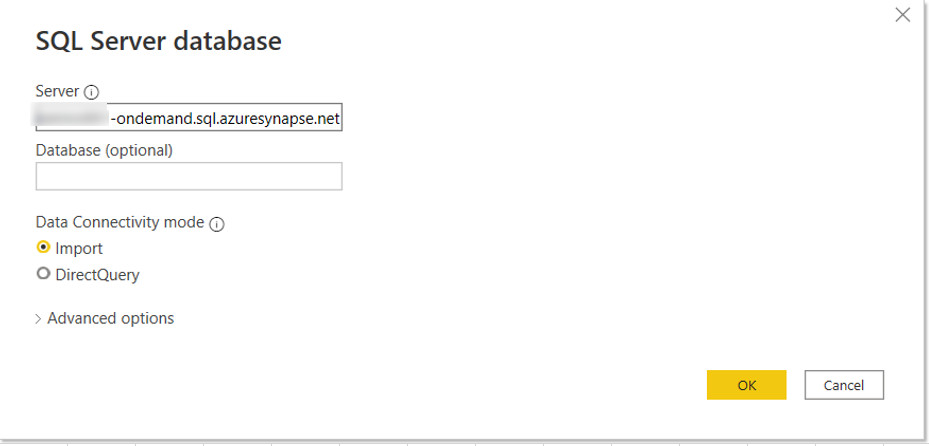 SQL Server database
Server
-ondemand.sql.azuresynapse.net
Database (optional)
Data Connectivity mode
Import
DirectQuery
Advanced options
OK Cancel